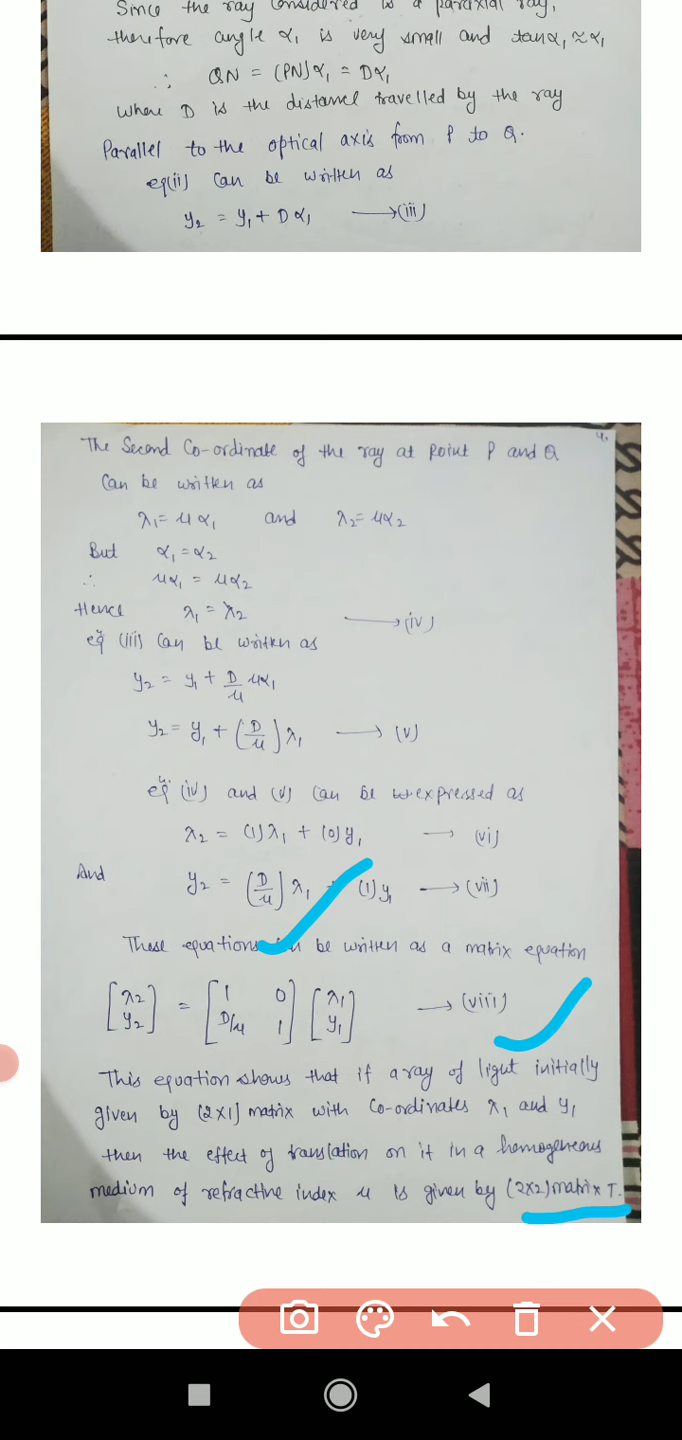 Since the ray considered is a paraxial ray,
therefore angle α₁ is very small and tanα₁ ≈ α₁
∴ QN = (PN)α₁ = Dα₁
Where D is the distance travelled by the ray
Parallel to the optical axis from P to Q.
eq(ii) Can be written as
y₂ = y₁ + Dα₁ ⟶(iii)
4.
The Second Co-ordinate of the ray at Point P and Q
Can be written as
λ₁ = μα₁ and λ₂ = μα₂
But α₁ = α₂
∴ μα₁ = μα₂
Hence λ₁ = λ₂ ⟶(iv)
eqⁿ (iii) Can be written as
y₂ = y₁ + D/μ μα₁
y₂ = y₁ + (D/μ) λ₁ ⟶ (v)
eqⁿ (iv) and (v) Can be expressed as
λ₂ = (1)λ₁ + (0)y₁ ⟶ (vi)
And y₂ = (D/μ) λ₁ + (1)y₁ ⟶ (vii)
These equations be written as a matrix equation
[λ₂ y₂] = [1 0 D/μ 1] [λ₁ y₁] ⟶ (viii)
This equation shows that if a ray of light initially
given by (2x1) matrix with Co-ordinates λ₁ and y₁
then the effect of translation on it in a homogeneous
medium of refractive index μ is given by (2x2) matrix T.